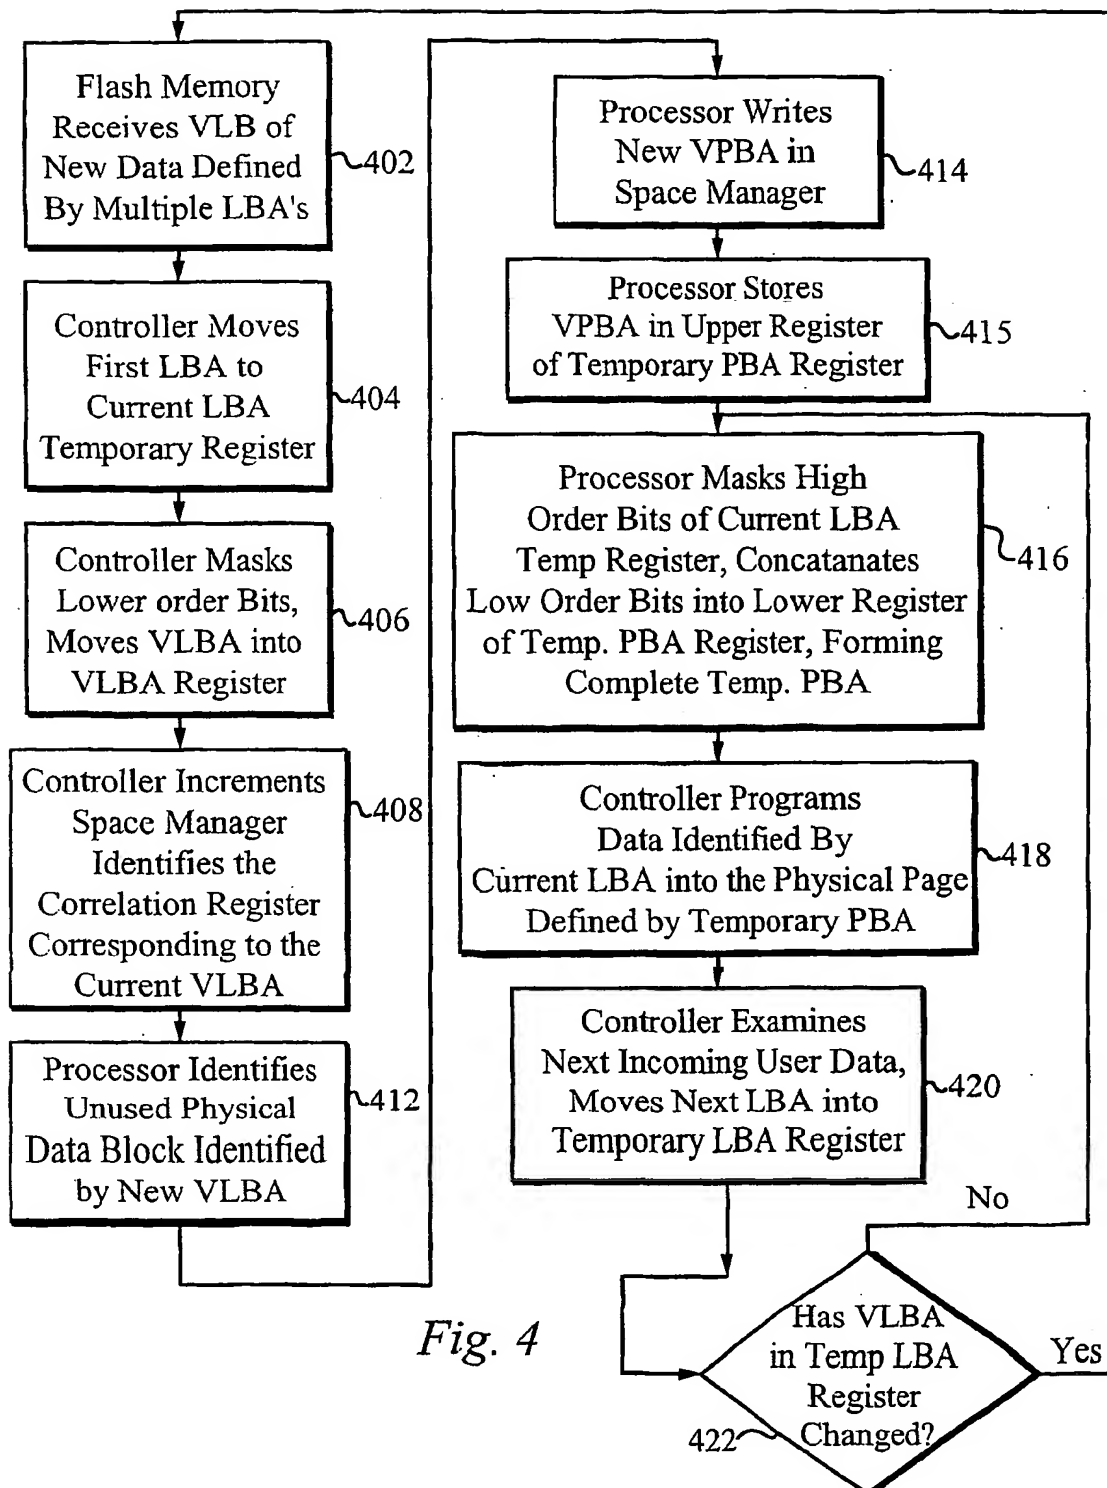 Flash Memory
Receives VLB of
New Data Defined
By Multiple LBA's
402
Controller Moves
First LBA to
Current LBA
Temporary Register
404
Controller Masks
Lower order Bits,
Moves VLBA into
VLBA Register
406
Controller Increments
Space Manager
Identifies the
Correlation Register
Corresponding to the
Current VLBA
408
Processor Identifies
Unused Physical
Data Block Identified
by New VLBA
412
Processor Writes
New VPBA in
Space Manager
414
Processor Stores
VPBA in Upper Register
of Temporary PBA Register
415
Processor Masks High
Order Bits of Current LBA
Temp Register, Concatanates
Low Order Bits into Lower Register
of Temp. PBA Register, Forming
Complete Temp. PBA
416
Controller Programs
Data Identified By
Current LBA into the Physical Page
Defined by Temporary PBA
418
Controller Examines
Next Incoming User Data,
Moves Next LBA into
Temporary LBA Register
420
No
Has VLBA
in Temp LBA
Register
Changed?
Yes
422
Fig. 4